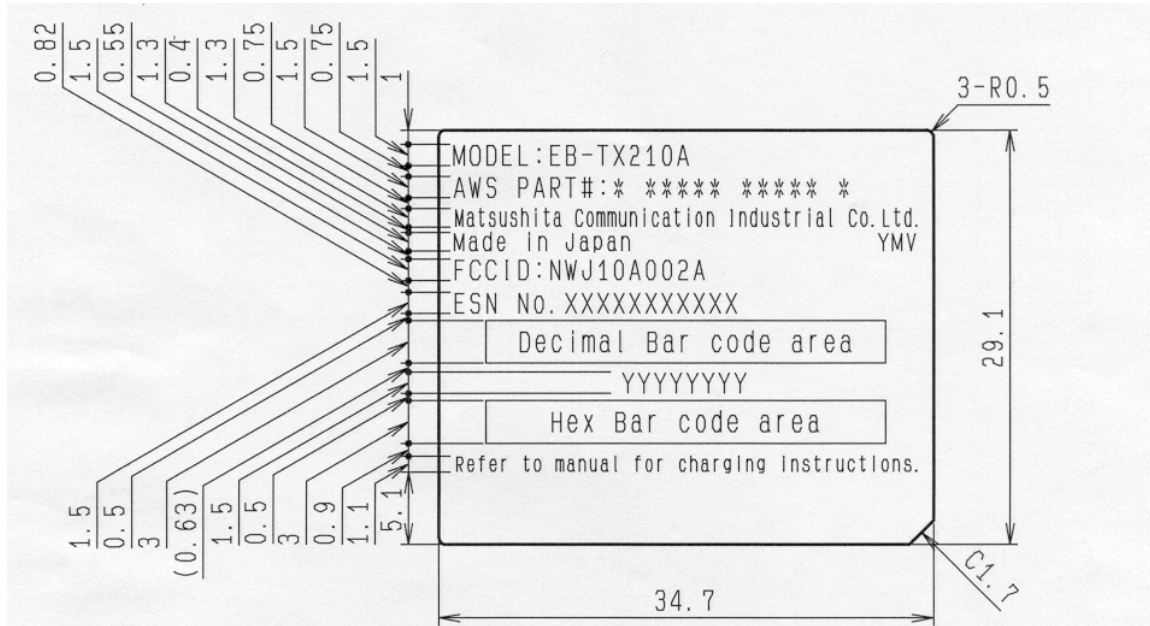 0.82
1.5
0.55
1.3
0.4
1.3
0.75
1.5
0.75
1.5
1
3-R0.5
MODEL:EB-TX210A
AWS PART#:* ***** ***** *
Matsushita Communication Industrial Co.Ltd.
Made in Japan YMV
FCCID:NWJ10A002A
ESN No.XXXXXXXXXXX
Decimal Bar code area
YYYYYYYY
Hex Bar code area
Refer to manual for charging instructions.
29.1
1.5
0.5
3
(0.63)
1.5
0.5
3
0.9
1.1
5.1
C1.7
34.7